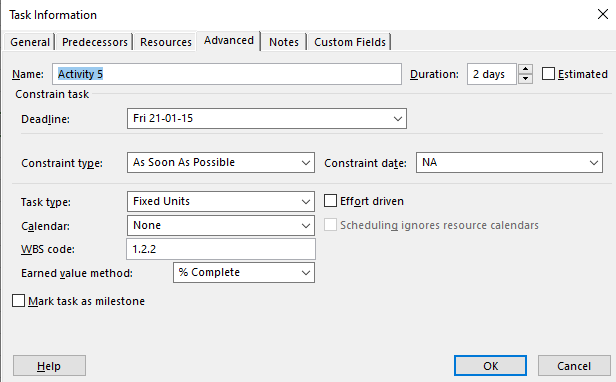 Task Information
General Predecessors Resources Advanced Notes Custom Fields
Name: Activity 5 Duration: 2 days Estimated
Constrain task
Deadline: Fri 21-01-15
Constraint type: As Soon As Possible Constraint date: NA
Task type: Fixed Units Effort driven
Calendar: None Scheduling ignores resource calendars
WBS code: 1.2.2
Earned value method: % Complete
Mark task as milestone
Help OK Cancel